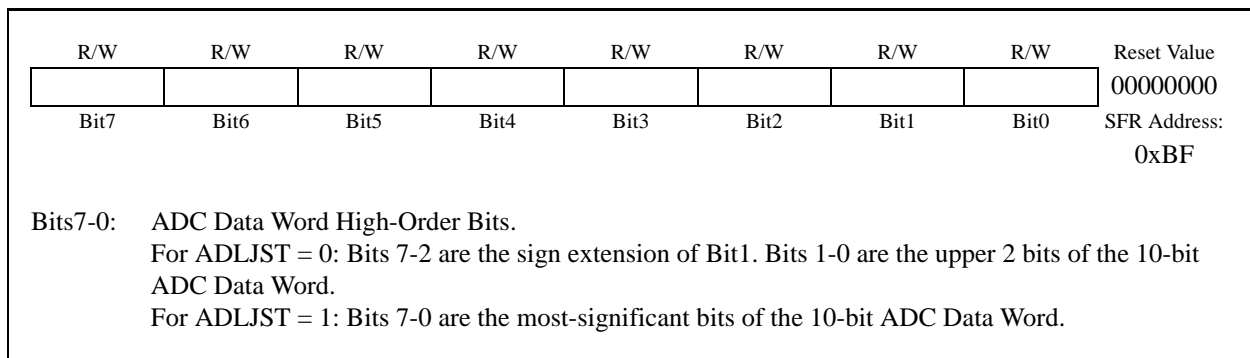 R/W R/W R/W R/W R/W R/W R/W R/W Reset Value
00000000
Bit7 Bit6 Bit5 Bit4 Bit3 Bit2 Bit1 Bit0 SFR Address:
0xBF
Bits7-0: ADC Data Word High-Order Bits.
For ADLJST = 0: Bits 7-2 are the sign extension of Bit1. Bits 1-0 are the upper 2 bits of the 10-bit
ADC Data Word.
For ADLJST = 1: Bits 7-0 are the most-significant bits of the 10-bit ADC Data Word.